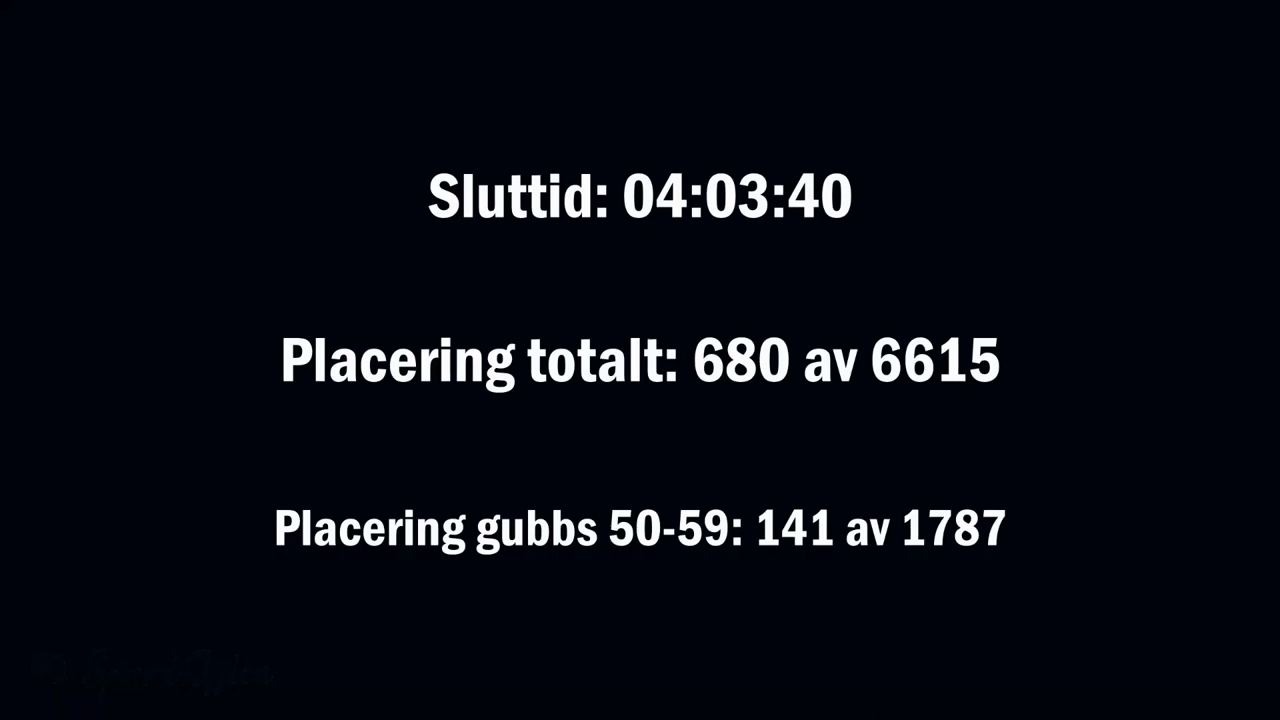 Sluttid: 04:03:40
Placering totalt: 680 av 6615
Placering gubbs 50-59: 141 av 1787